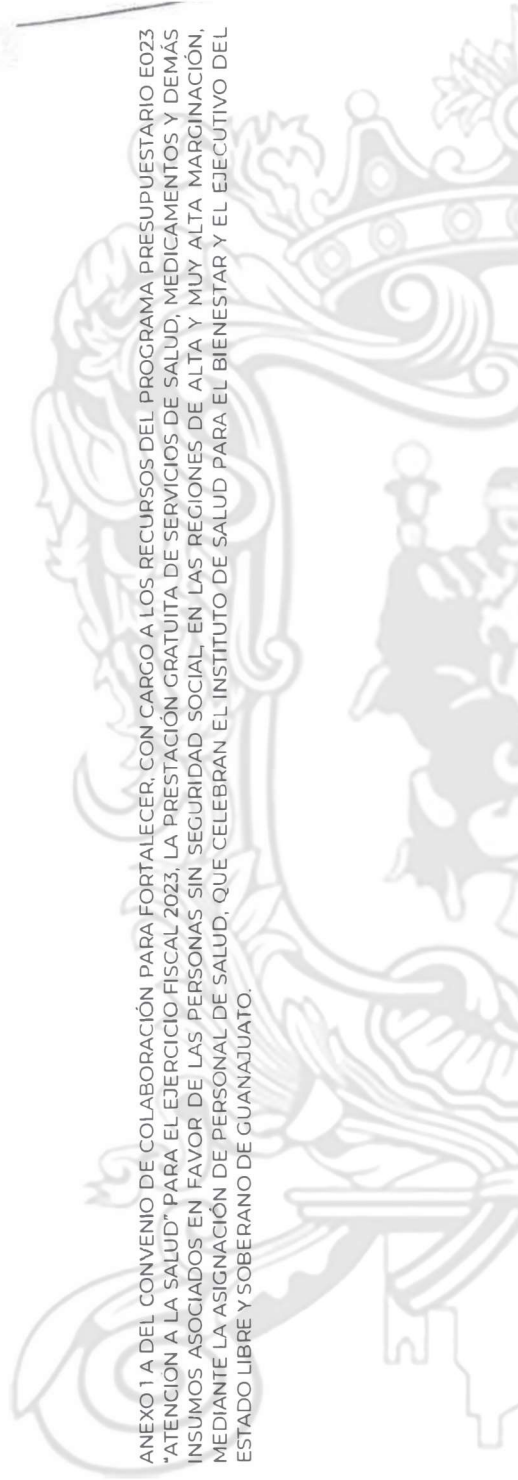 ANEXO 1 A DEL CONVENIO DE COLABORACIÓN PARA FORTALECER, CON CARGO A LOS RECURSOS DEL PROGRAMA PRESUPUESTARIO E023
"ATENCIÓN A LA SALUD" PARA EL EJERCICIO FISCAL 2023, LA PRESTACIÓN GRATUITA DE SERVICIOS DE SALUD, MEDICAMENTOS Y DEMÁS
INSUMOS ASOCIADOS EN FAVOR DE LAS PERSONAS SIN SEGURIDAD SOCIAL, EN LAS REGIONES DE ALTA Y MUY ALTA MARGINACIÓN,
MEDIANTE LA ASIGNACIÓN DE PERSONAL DE SALUD, QUE CELEBRAN EL INSTITUTO DE SALUD PARA EL BIENESTAR Y EL EJECUTIVO DEL
ESTADO LIBRE Y SOBERANO DE GUANAJUATO.